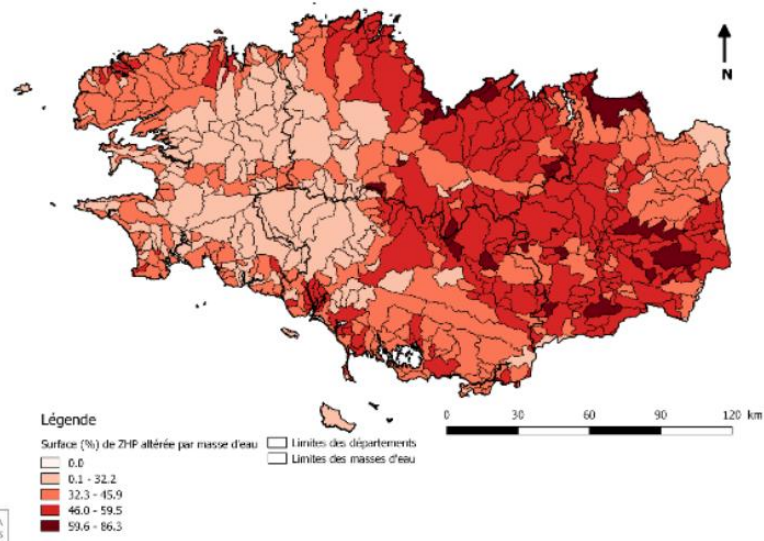 N
0 30 60 90 120 km
Légende
Surface (%) de ZHP altérée par masse d'eau
0.0
0.1 - 32.2
32.3 - 45.9
46.0 - 59.5
59.6 - 86.3
Limites des départements
Limites des masses d'eau